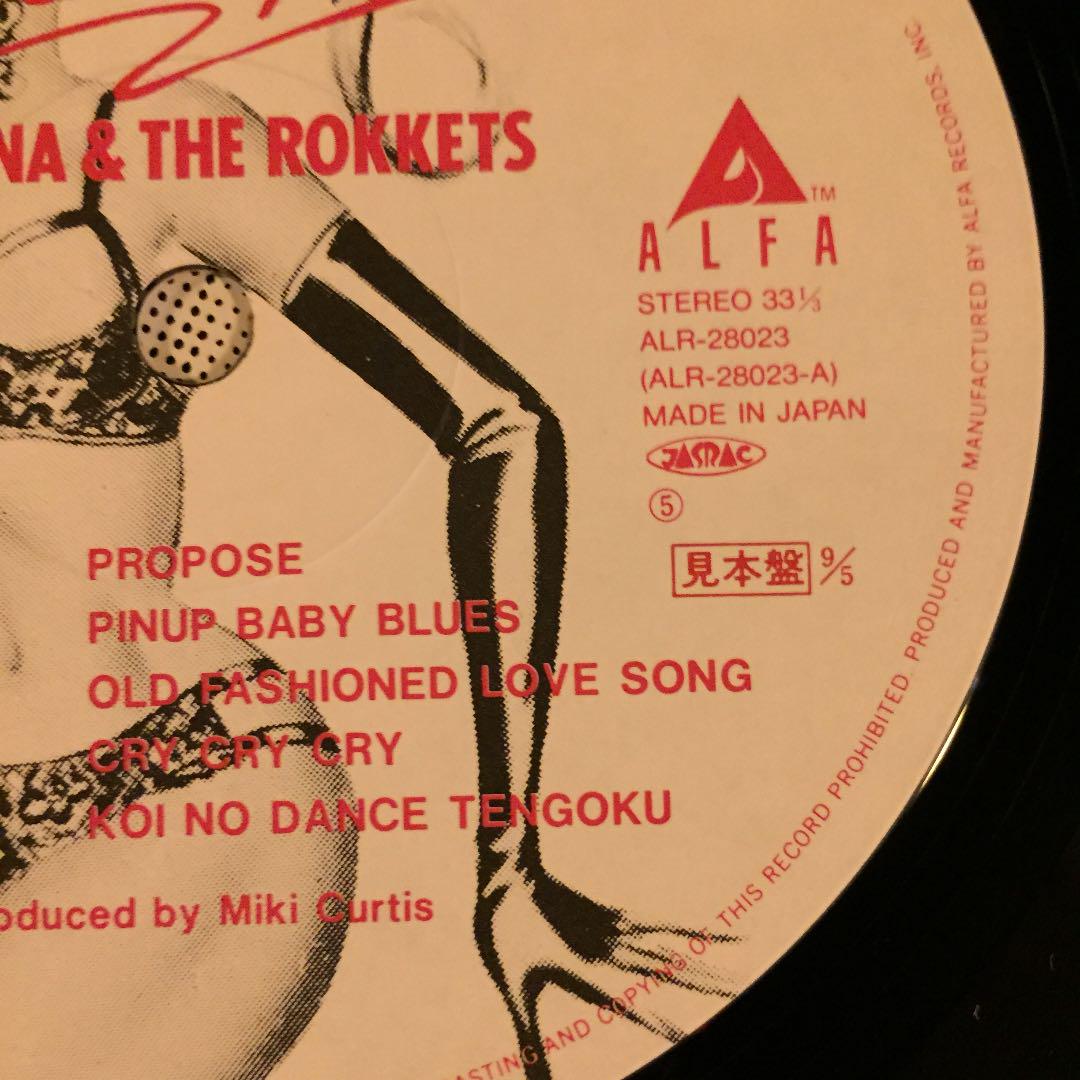 NA & THE ROKKETS
TM
ALFA
STEREO 33⅓
ALR-28023
(ALR-28023-A)
MADE IN JAPAN
JASRAC
⑤
見本盤 9/5
PROPOSE
PINUP BABY BLUES
OLD FASHIONED LOVE SONG
CRY CRY CRY
KOI NO DANCE TENGOKU
oduced by Miki Curtis
ASTING AND COPYING OF THIS RECORD PROHIBITED. PRODUCED AND MANUFACTURED BY ALFA RECORDS, INC